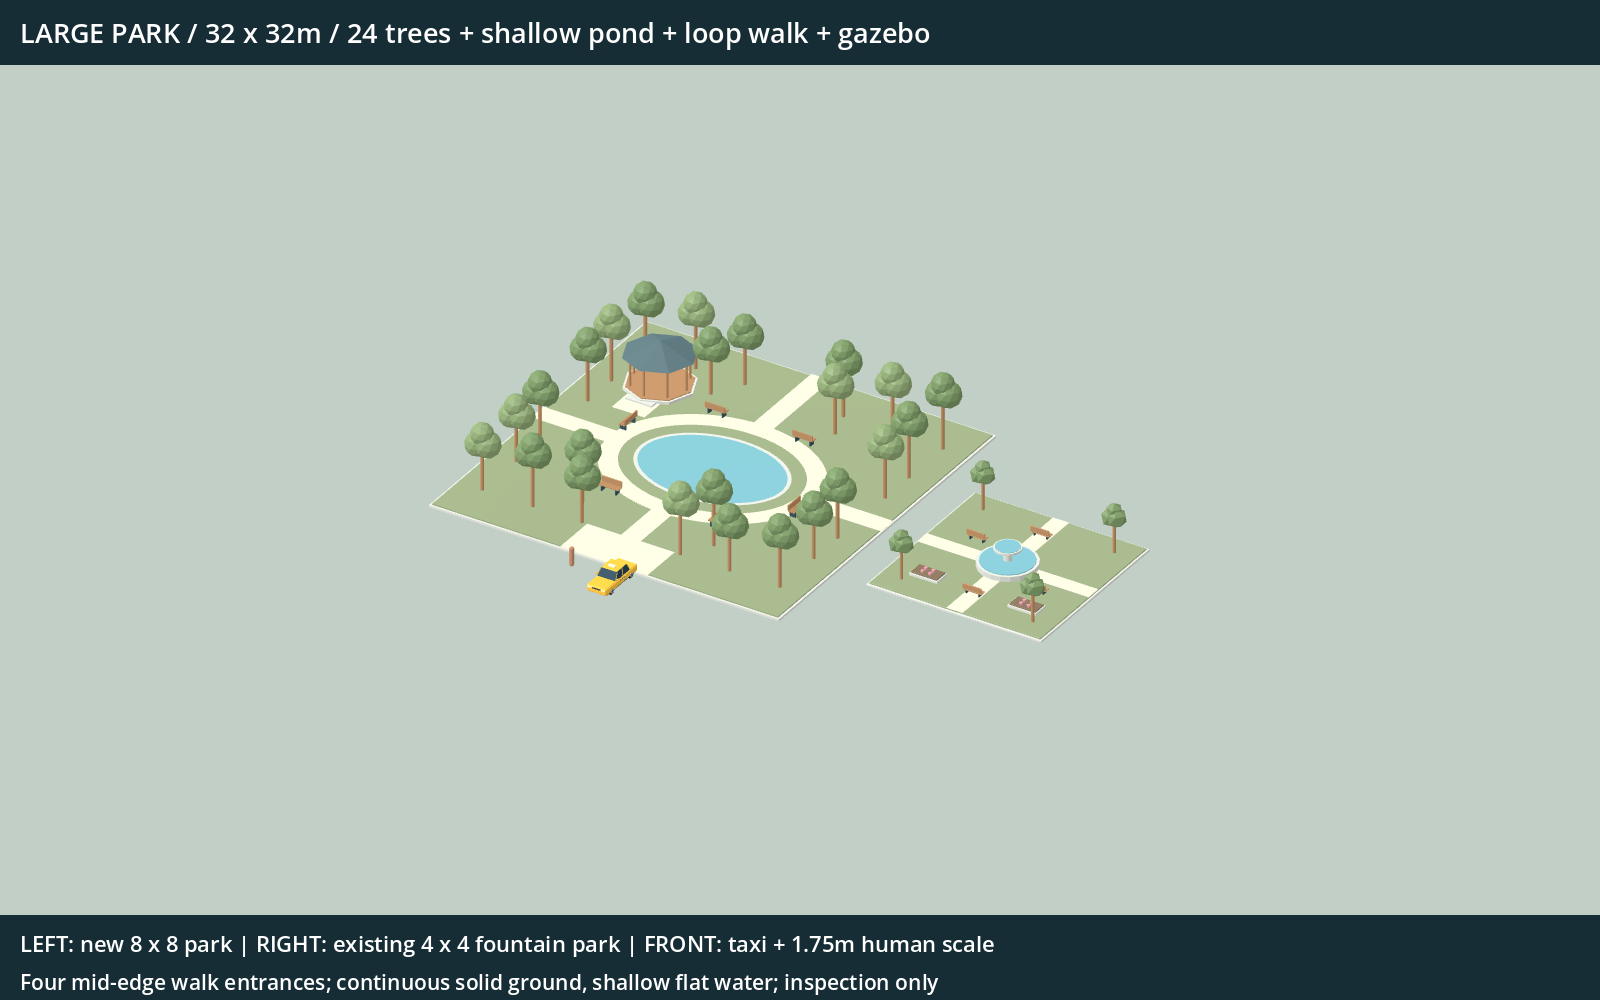 LARGE PARK / 32 x 32m / 24 trees + shallow pond + loop walk + gazebo
LEFT: new 8 x 8 park | RIGHT: existing 4 x 4 fountain park | FRONT: taxi + 1.75m human scale
Four mid-edge walk entrances; continuous solid ground, shallow flat water; inspection only